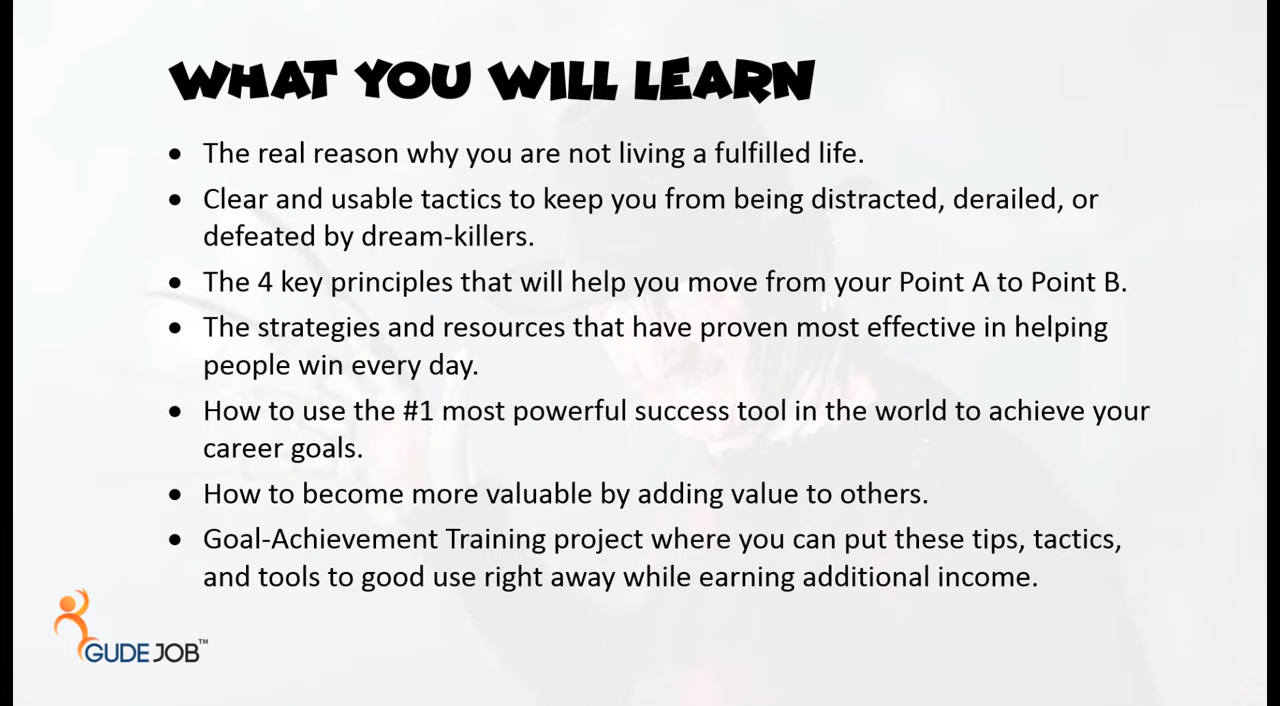 WHAT YOU WILL LEARN
• The real reason why you are not living a fulfilled life.
• Clear and usable tactics to keep you from being distracted, derailed, or
defeated by dream-killers.
• The 4 key principles that will help you move from your Point A to Point B.
• The strategies and resources that have proven most effective in helping
people win every day.
• How to use the #1 most powerful success tool in the world to achieve your
career goals.
• How to become more valuable by adding value to others.
• Goal-Achievement Training project where you can put these tips, tactics,
and tools to good use right away while earning additional income.
GUDE JOB™